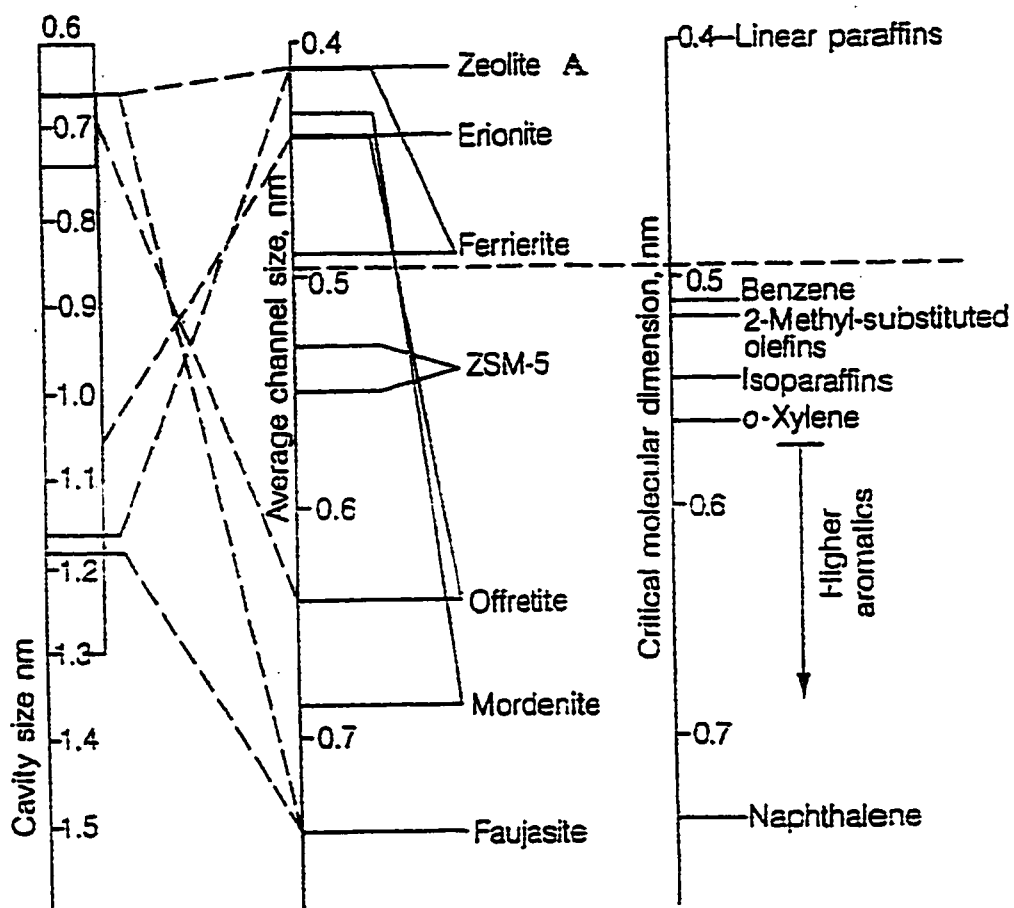 0.6
0.7
0.8
0.9
1.0
1.1
1.2
1.3
1.4
1.5
Cavity size nm
0.4
0.5
0.6
0.7
Average channel size, nm
Zeolite A
Erionite
Ferrierite
ZSM-5
Offretite
Mordenite
Faujasite
0.4
0.5
0.6
0.7
Critical molecular dimension, nm
Linear paraffins
Benzene
2-Methyl-substituted
olefins
Isoparaffins
o-Xylene
Higher
aromatics
Naphthalene